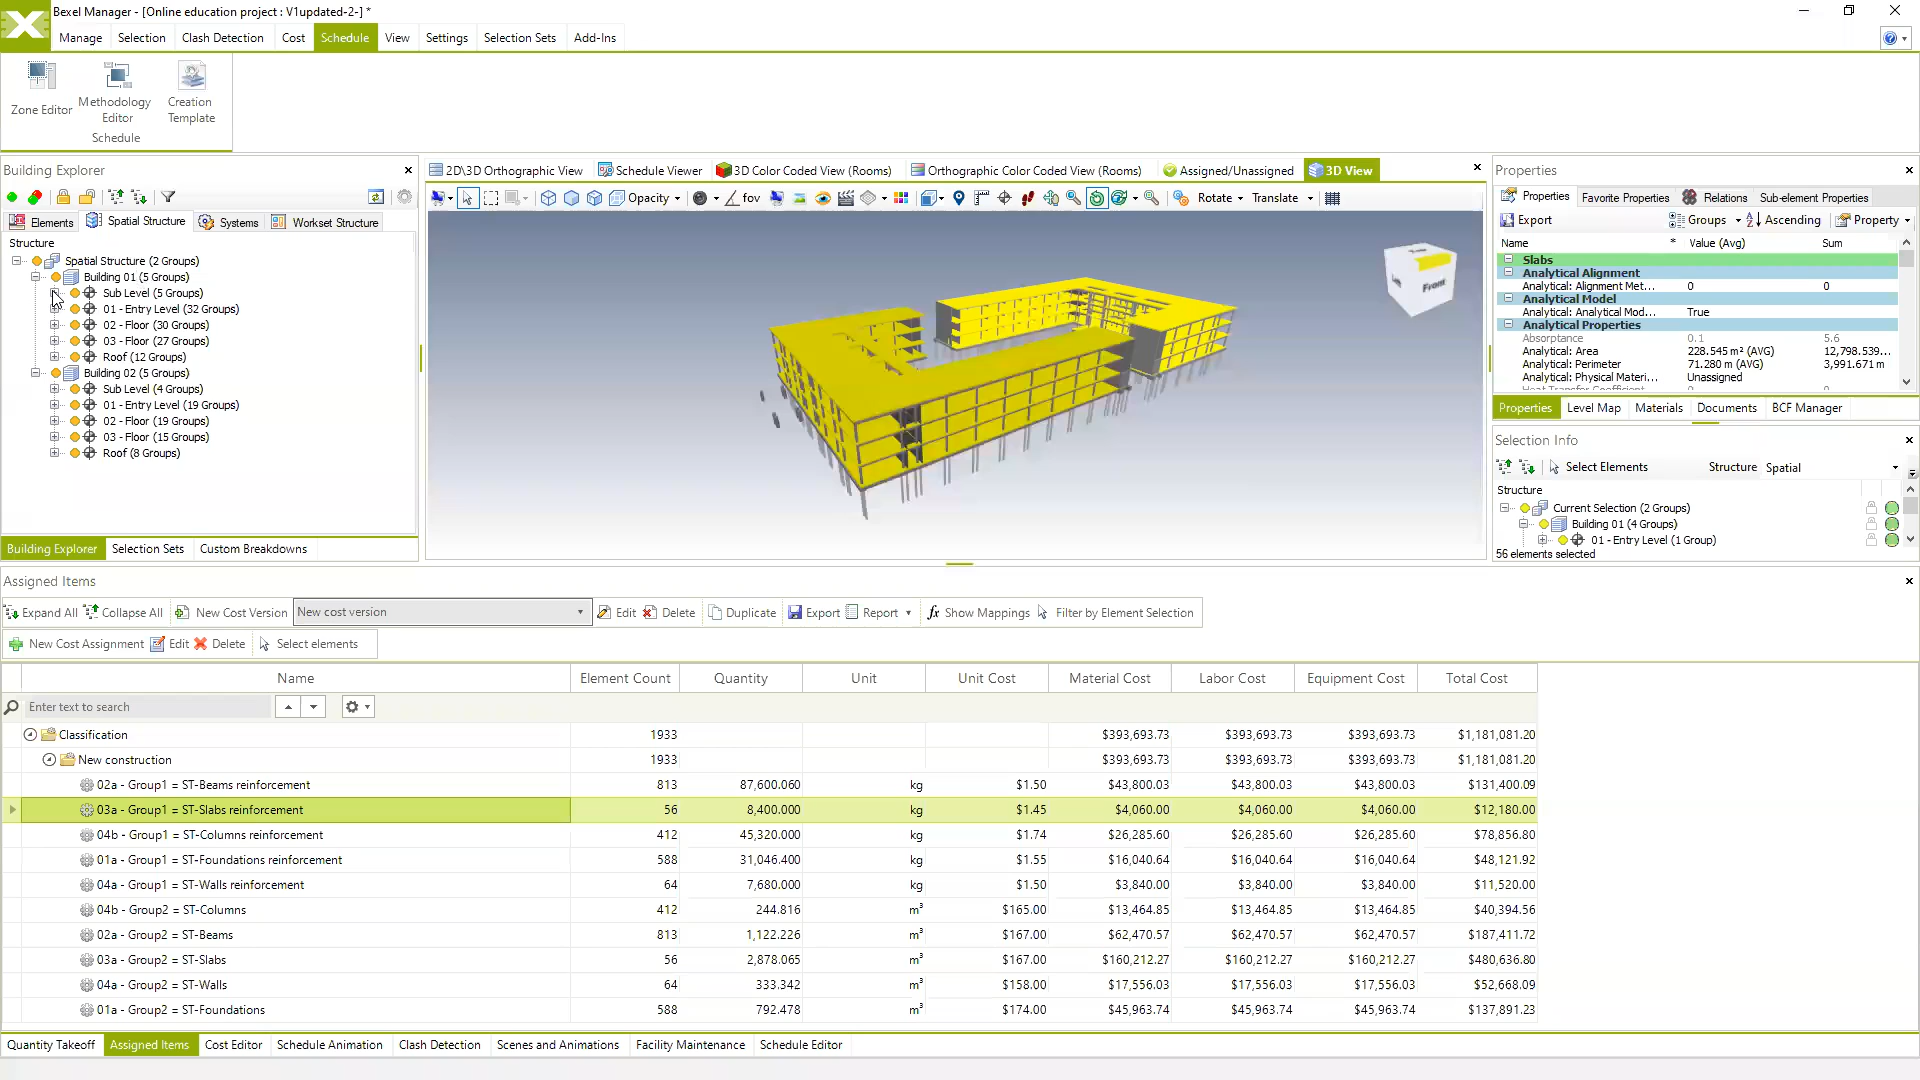 Bexel Manager - [Online education project : V1updated-2-] *
Manage Selection Clash Detection Cost Schedule View Settings Selection Sets Add-Ins
Zone Editor Methodology Editor Creation Template
Schedule
Building Explorer
Elements Spatial Structure Systems Workset Structure
Structure
Spatial Structure (2 Groups)
Building 01 (5 Groups)
Sub Level (5 Groups)
01 - Entry Level (32 Groups)
02 - Floor (30 Groups)
03 - Floor (27 Groups)
Roof (12 Groups)
Building 02 (5 Groups)
Sub Level (4 Groups)
01 - Entry Level (19 Groups)
02 - Floor (19 Groups)
03 - Floor (15 Groups)
Roof (8 Groups)
Building Explorer Selection Sets Custom Breakdowns
2D\3D Orthographic View Schedule Viewer 3D Color Coded View (Rooms) Orthographic Color Coded View (Rooms) Assigned/Unassigned 3D View
Opacity fov Rotate Translate
Front
Properties
Properties Favorite Properties Relations Sub-element Properties
Export Groups Ascending Property
Name * Value (Avg) Sum
Slabs
Analytical Alignment
Analytical: Alignment Met... 0 0
Analytical Model
Analytical: Analytical Mod... True
Analytical Properties
Absorptance 0.1 5.6
Analytical: Area 228.545 m² (AVG) 12,798.539...
Analytical: Perimeter 71.280 m (AVG) 3,991.671 m
Analytical: Physical Materi... Unassigned
Properties Level Map Materials Documents BCF Manager
Selection Info
Select Elements Structure Spatial
Structure
Current Selection (2 Groups)
Building 01 (4 Groups)
01 - Entry Level (1 Group)
56 elements selected
Assigned Items
Expand All Collapse All New Cost Version New cost version Edit Delete Duplicate Export Report fx Show Mappings Filter by Element Selection
New Cost Assignment Edit Delete Select elements
Name Element Count Quantity Unit Unit Cost Material Cost Labor Cost Equipment Cost Total Cost
Enter text to search
Classification 1933 $393,693.73 $393,693.73 $393,693.73 $1,181,081.20
New construction 1933 $393,693.73 $393,693.73 $393,693.73 $1,181,081.20
02a - Group1 = ST-Beams reinforcement 813 87,600.060 kg $1.50 $43,800.03 $43,800.03 $43,800.03 $131,400.09
03a - Group1 = ST-Slabs reinforcement 56 8,400.000 kg $1.45 $4,060.00 $4,060.00 $4,060.00 $12,180.00
04b - Group1 = ST-Columns reinforcement 412 45,320.000 kg $1.74 $26,285.60 $26,285.60 $26,285.60 $78,856.80
01a - Group1 = ST-Foundations reinforcement 588 31,046.400 kg $1.55 $16,040.64 $16,040.64 $16,040.64 $48,121.92
04a - Group1 = ST-Walls reinforcement 64 7,680.000 kg $1.50 $3,840.00 $3,840.00 $3,840.00 $11,520.00
04b - Group2 = ST-Columns 412 244.816 m³ $165.00 $13,464.85 $13,464.85 $13,464.85 $40,394.56
02a - Group2 = ST-Beams 813 1,122.226 m³ $167.00 $62,470.57 $62,470.57 $62,470.57 $187,411.72
03a - Group2 = ST-Slabs 56 2,878.065 m³ $167.00 $160,212.27 $160,212.27 $160,212.27 $480,636.80
04a - Group2 = ST-Walls 64 333.342 m³ $158.00 $17,556.03 $17,556.03 $17,556.03 $52,668.09
01a - Group2 = ST-Foundations 588 792.478 m³ $174.00 $45,963.74 $45,963.74 $45,963.74 $137,891.23
Quantity Takeoff Assigned Items Cost Editor Schedule Animation Clash Detection Scenes and Animations Facility Maintenance Schedule Editor